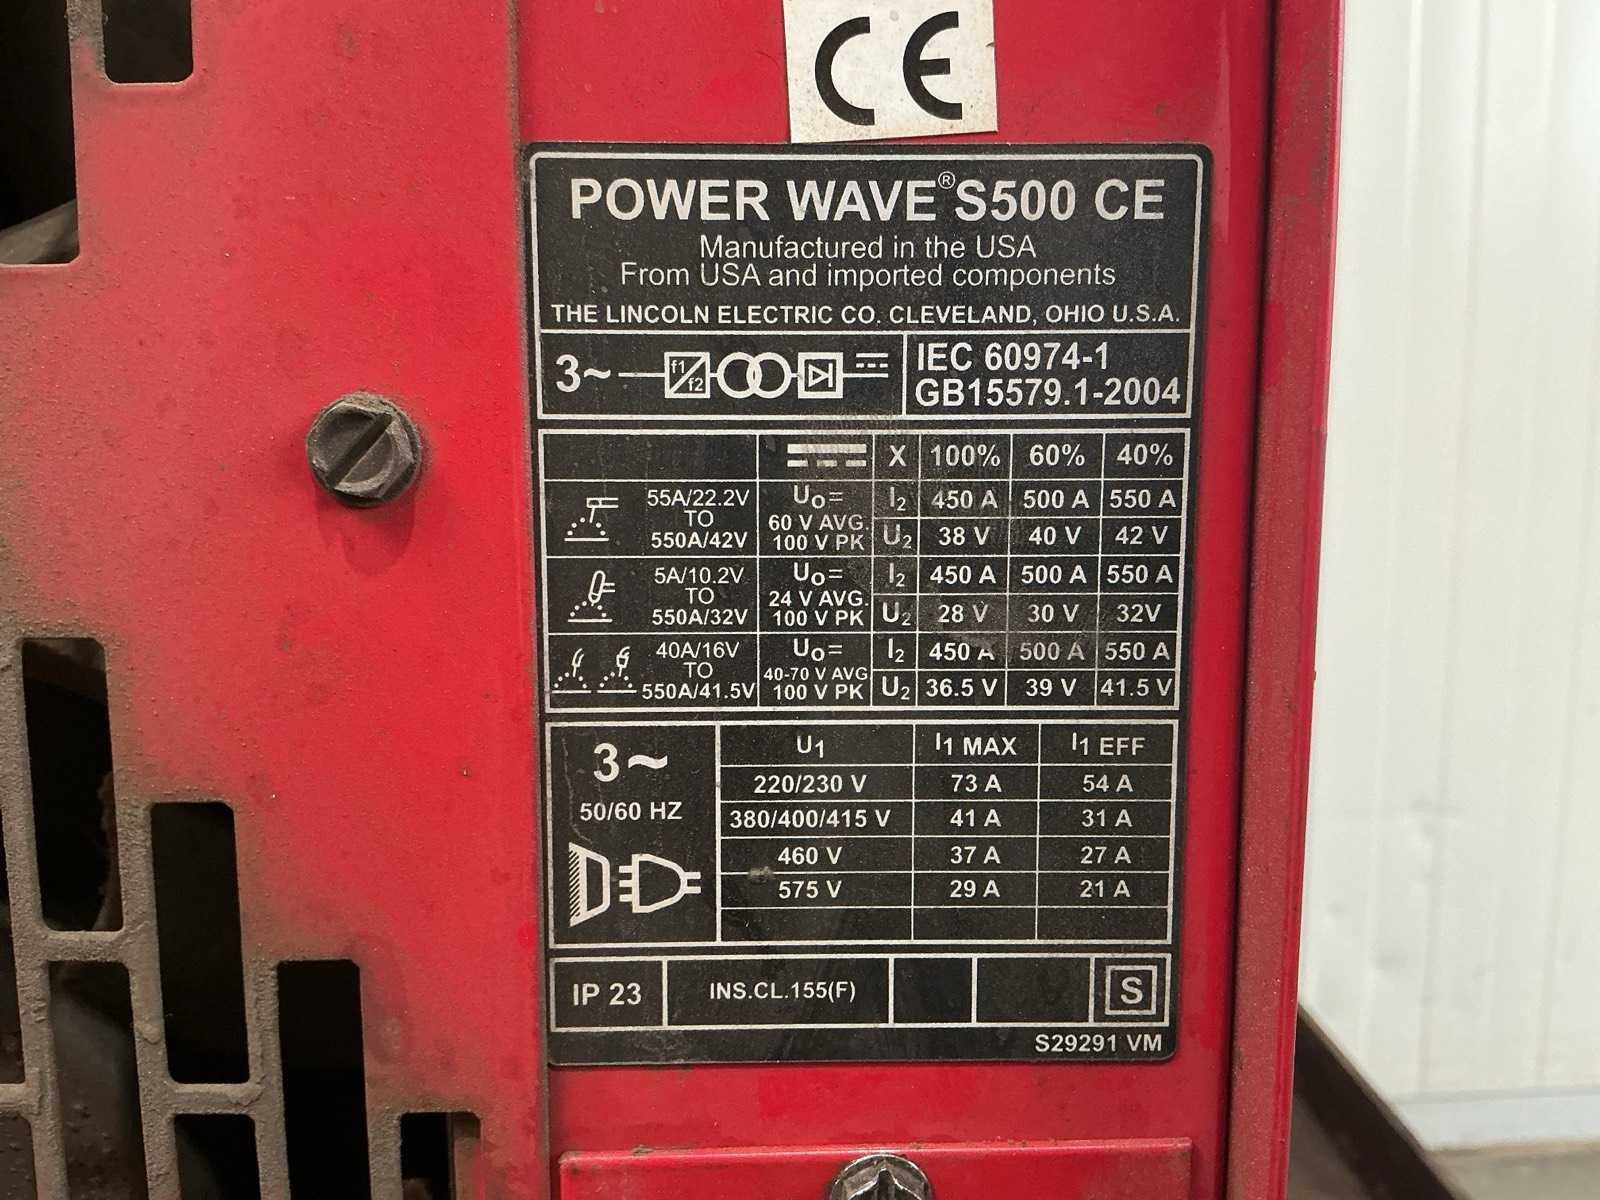 CE
POWER WAVE® S500 CE
Manufactured in the USA
From USA and imported components
THE LINCOLN ELECTRIC CO. CLEVELAND, OHIO U.S.A.
3~ f1 f2 IEC 60974-1
GB15579.1-2004
X 100% 60% 40%
55A/22.2V TO 550A/42V U0= 60 V AVG. 100 V PK I2 450 A 500 A 550 A
U2 38 V 40 V 42 V
5A/10.2V TO 550A/32V U0= 24 V AVG. 100 V PK I2 450 A 500 A 550 A
U2 28 V 30 V 32V
40A/16V TO 550A/41.5V U0= 40-70 V AVG 100 V PK I2 450 A 500 A 550 A
U2 36.5 V 39 V 41.5 V
3~ U1 I1 MAX I1 EFF
50/60 HZ 220/230 V 73 A 54 A
380/400/415 V 41 A 31 A
460 V 37 A 27 A
575 V 29 A 21 A
IP 23 INS.CL.155(F) S
S29291 VM